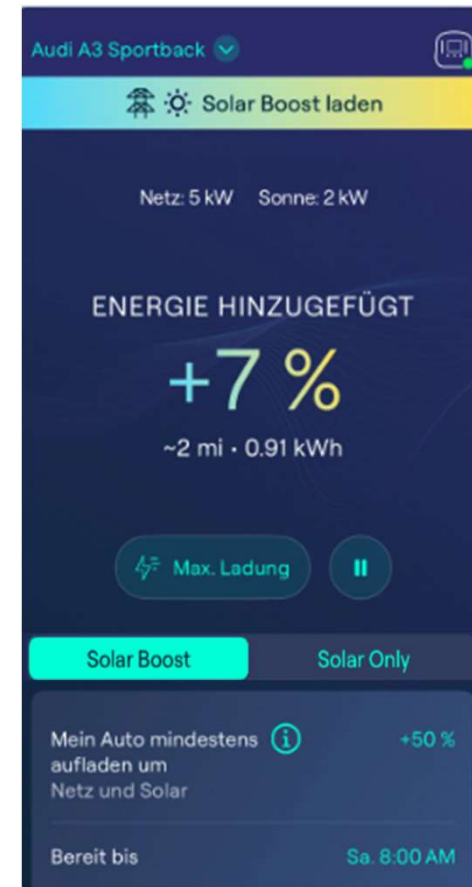 Audi A3 Sportback
Solar Boost laden
Netz: 5 kW Sonne: 2 kW
ENERGIE HINZUGEFÜGT
+7 %
~2 mi • 0.91 kWh
Max. Ladung
Solar Boost Solar Only
Mein Auto mindestens +50 %
aufladen um
Netz und Solar
Bereit bis Sa. 8:00 AM